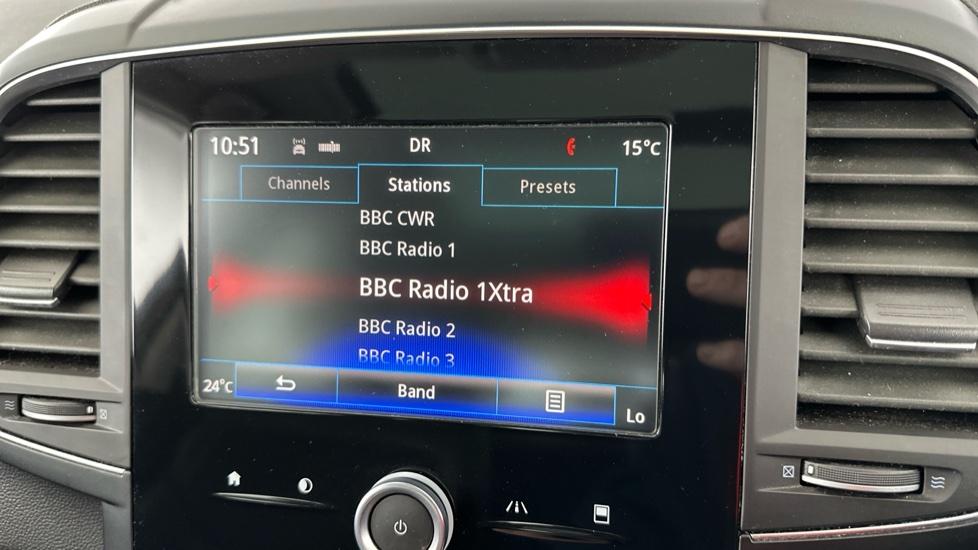 10:51 DR 15°C
Channels Stations Presets
BBC CWR
BBC Radio 1
BBC Radio 1Xtra
BBC Radio 2
BBC Radio 3
24°C Band Lo